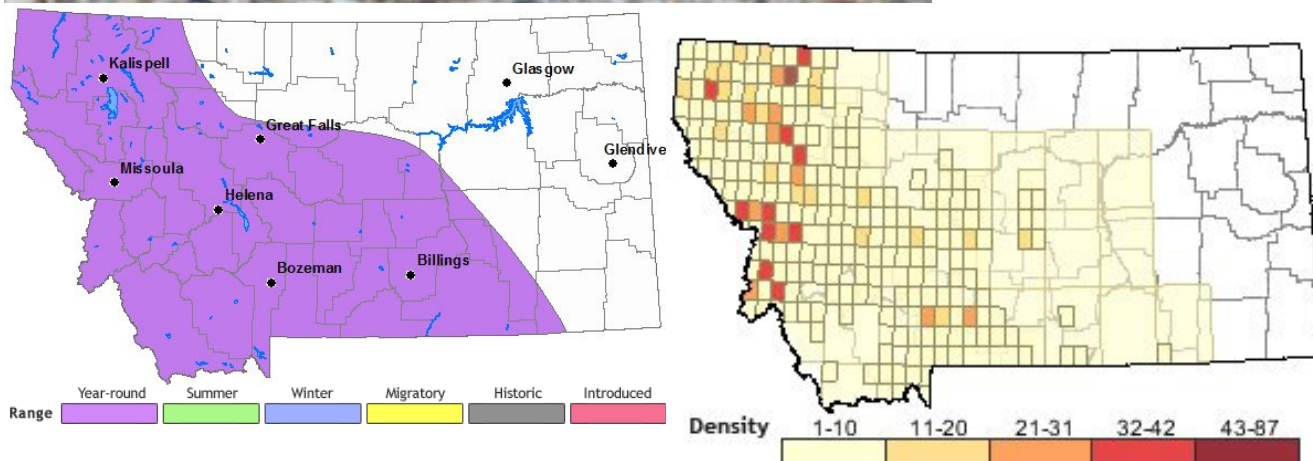 Kalispell
Glasgow
Great Falls
Glendive
Missoula
Helena
Bozeman
Billings
Range Year-round Summer Winter Migratory Historic Introduced
Density 1-10 11-20 21-31 32-42 43-87